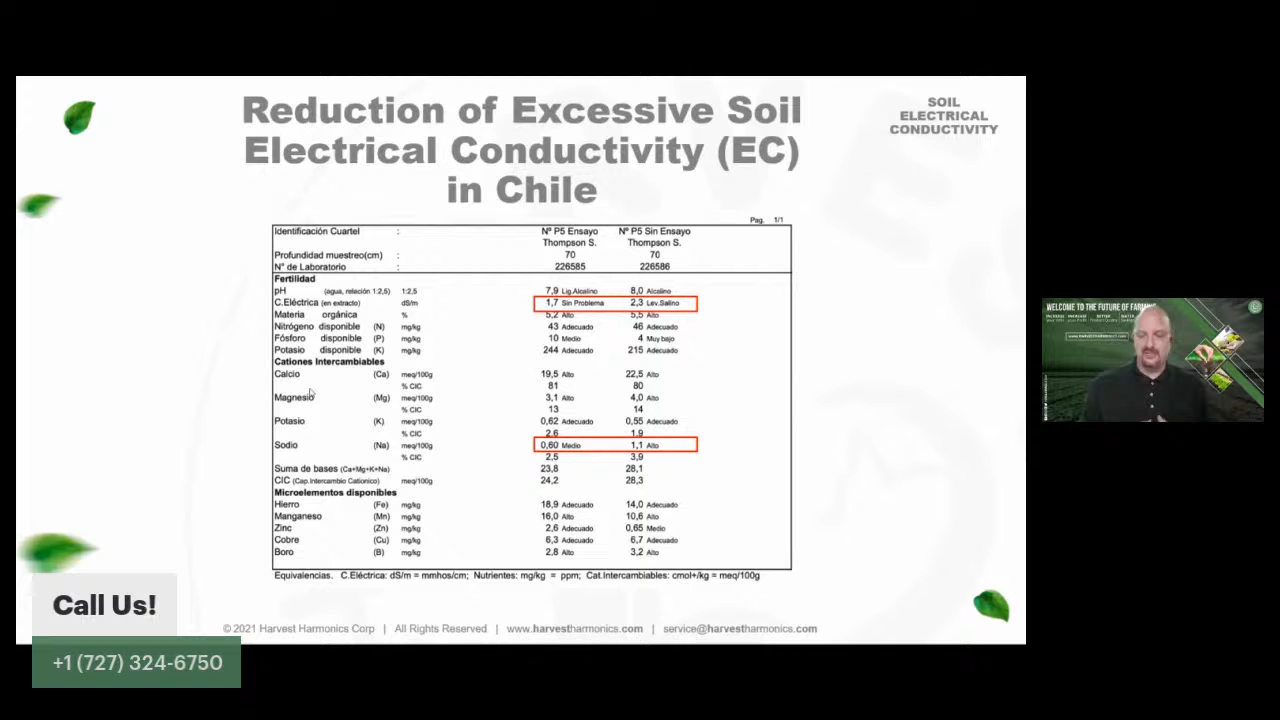 Reduction of Excessive Soil
Electrical Conductivity (EC)
in Chile
SOIL
ELECTRICAL
CONDUCTIVITY
Pag. 1/1
Identificación Cuartel : Nº P5 Ensayo Nº P5 Sin Ensayo
Thompson S. Thompson S.
Profundidad muestreo(cm) : 70 70
N° de Laboratorio : 226585 226586
Fertilidad
pH (agua, relación 1:2,5) 1:2,5 7,9 Lig.Alcalino 8,0 Alcalino
C.Eléctrica (en extracto) dS/m 1,7 Sin Problema 2,3 Lev.Salino
Materia orgánica % 5,2 Alto 5,5 Alto
Nitrógeno disponible (N) mg/kg 43 Adecuado 46 Adecuado
Fósforo disponible (P) mg/kg 10 Medio 4 Muy bajo
Potasio disponible (K) mg/kg 244 Adecuado 215 Adecuado
Cationes Intercambiables
Calcio (Ca) meq/100g 19,5 Alto 22,5 Alto
% CIC 81 80
Magnesio (Mg) meq/100g 3,1 Alto 4,0 Alto
% CIC 13 14
Potasio (K) meq/100g 0,62 Adecuado 0,55 Adecuado
% CIC 2,6 1,9
Sodio (Na) meq/100g 0,60 Medio 1,1 Alto
% CIC 2,5 3,9
Suma de bases (Ca+Mg+K+Na) 23,8 28,1
CIC (Cap.Intercambio Cationico) meq/100g 24,2 28,3
Microelementos disponibles
Hierro (Fe) mg/kg 18,9 Adecuado 14,0 Adecuado
Manganeso (Mn) mg/kg 16,0 Alto 10,6 Alto
Zinc (Zn) mg/kg 2,6 Adecuado 0,65 Medio
Cobre (Cu) mg/kg 6,3 Adecuado 6,7 Adecuado
Boro (B) mg/kg 2,8 Alto 3,2 Alto
Equivalencias. C.Eléctrica: dS/m = mmhos/cm; Nutrientes: mg/kg = ppm; Cat.Intercambiables: cmol+/kg = meq/100g
© 2021 Harvest Harmonics Corp | All Rights Reserved | www.harvestharmonics.com | service@harvestharmonics.com
Call Us!
+1 (727) 324-6750
WELCOME TO THE FUTURE OF FARMING